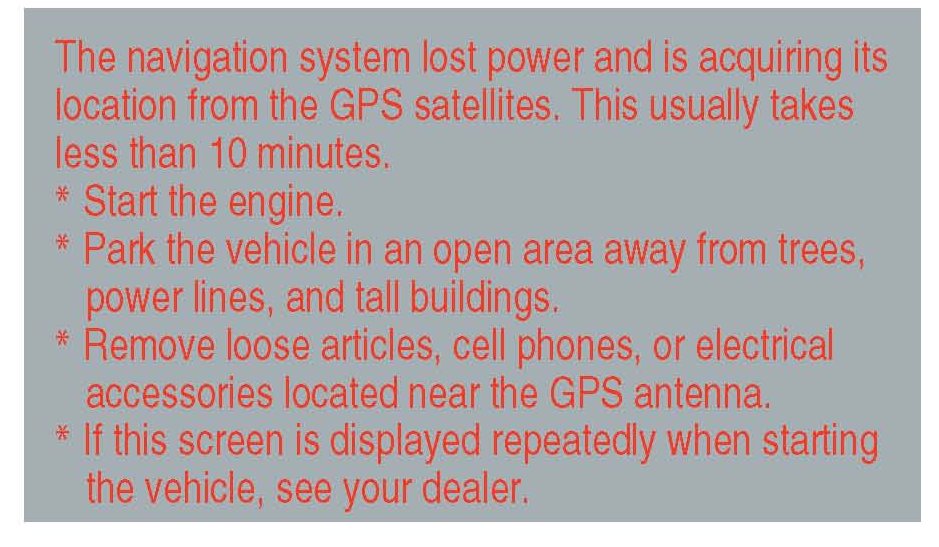 The navigation system lost power and is acquiring its
location from the GPS satellites. This usually takes
less than 10 minutes.
* Start the engine.
* Park the vehicle in an open area away from trees,
power lines, and tall buildings.
* Remove loose articles, cell phones, or electrical
accessories located near the GPS antenna.
* If this screen is displayed repeatedly when starting
the vehicle, see your dealer.